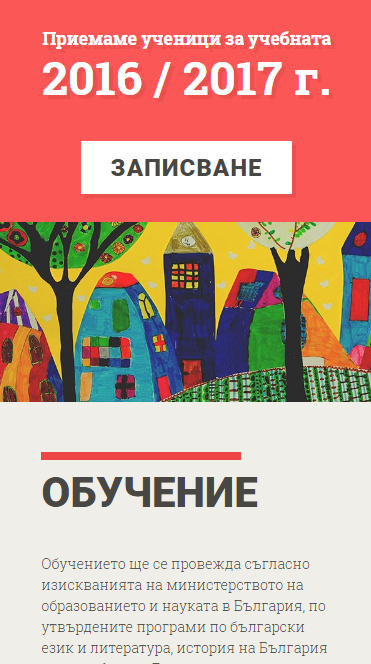 Приемаме ученици за учебната
2016 / 2017 г.
ЗАПИСВАНЕ
ОБУЧЕНИЕ
Обучението ще се провежда съгласно
изискванията на министерството на
образованието и науката в България, по
утвърдените програми по български
език и литература, история на България